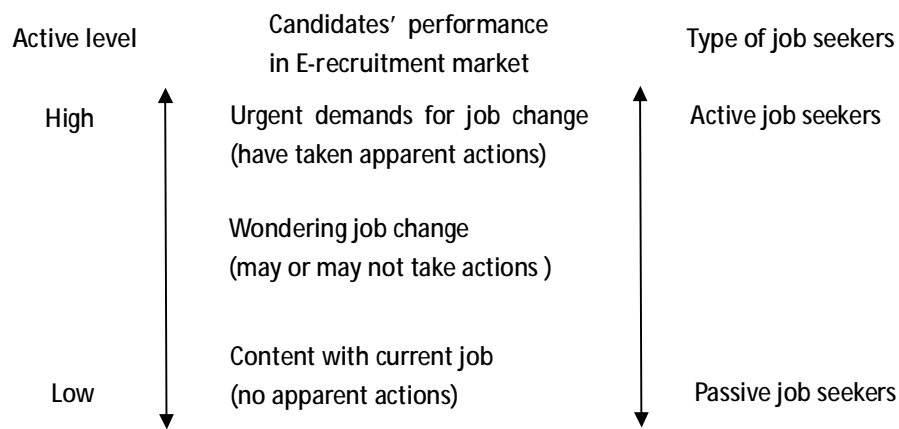 Active level
Candidates' performance
in E-recruitment market
Type of job seekers
High
Urgent demands for job change
(have taken apparent actions)
Active job seekers
Wondering job change
(may or may not take actions )
Content with current job
(no apparent actions)
Low
Passive job seekers